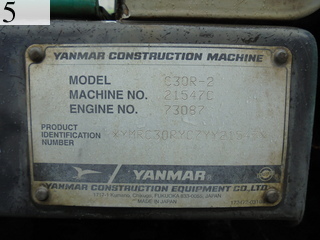 5
YANMAR CONSTRUCTION MACHINE
MODEL C30R-2
MACHINE NO. 21547C
ENGINE NO. 73087
PRODUCT
IDENTIFICATION
NUMBER
YANMAR
YANMAR CONSTRUCTION EQUIPMENT CO.,LTD.
MADE IN JAPAN